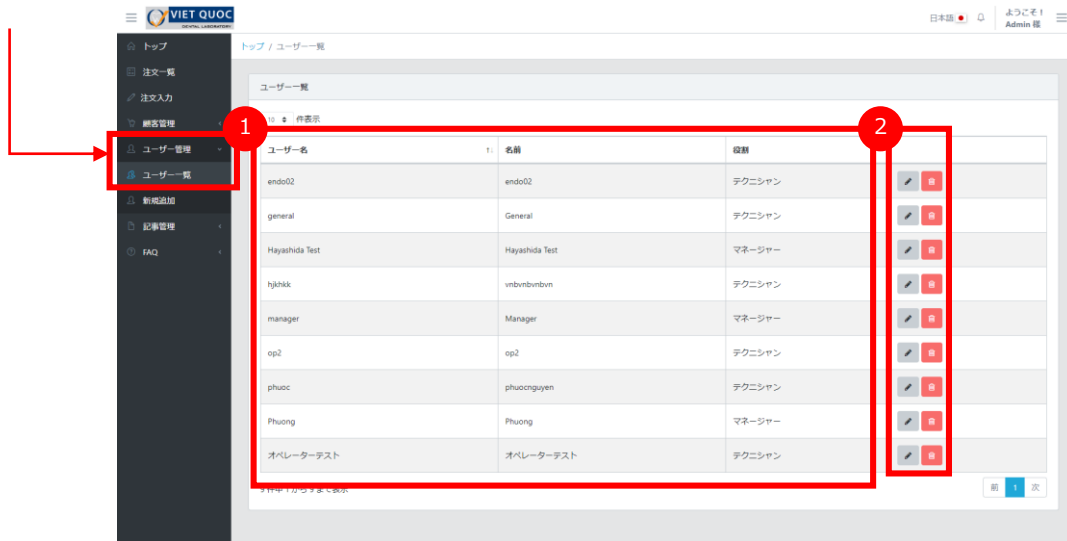 VIET QUOC
DENTAL LABORATORY
日本語
ようこそ！
Admin 様
トップ
注文一覧
注文入力
顧客管理
ユーザー管理
ユーザー一覧
新規追加
記事管理
FAQ
トップ / ユーザー一覧
ユーザー一覧
10 件表示
1
2
ユーザー名 名前 役割
endo02 endo02 テクニシャン
general General テクニシャン
Hayashida Test Hayashida Test マネージャー
hjkhkk vnbvnbvnbvn テクニシャン
manager Manager マネージャー
op2 op2 テクニシャン
phuoc phuocnguyen テクニシャン
Phuong Phuong マネージャー
オペレーターテスト オペレーターテスト テクニシャン
前 1 次